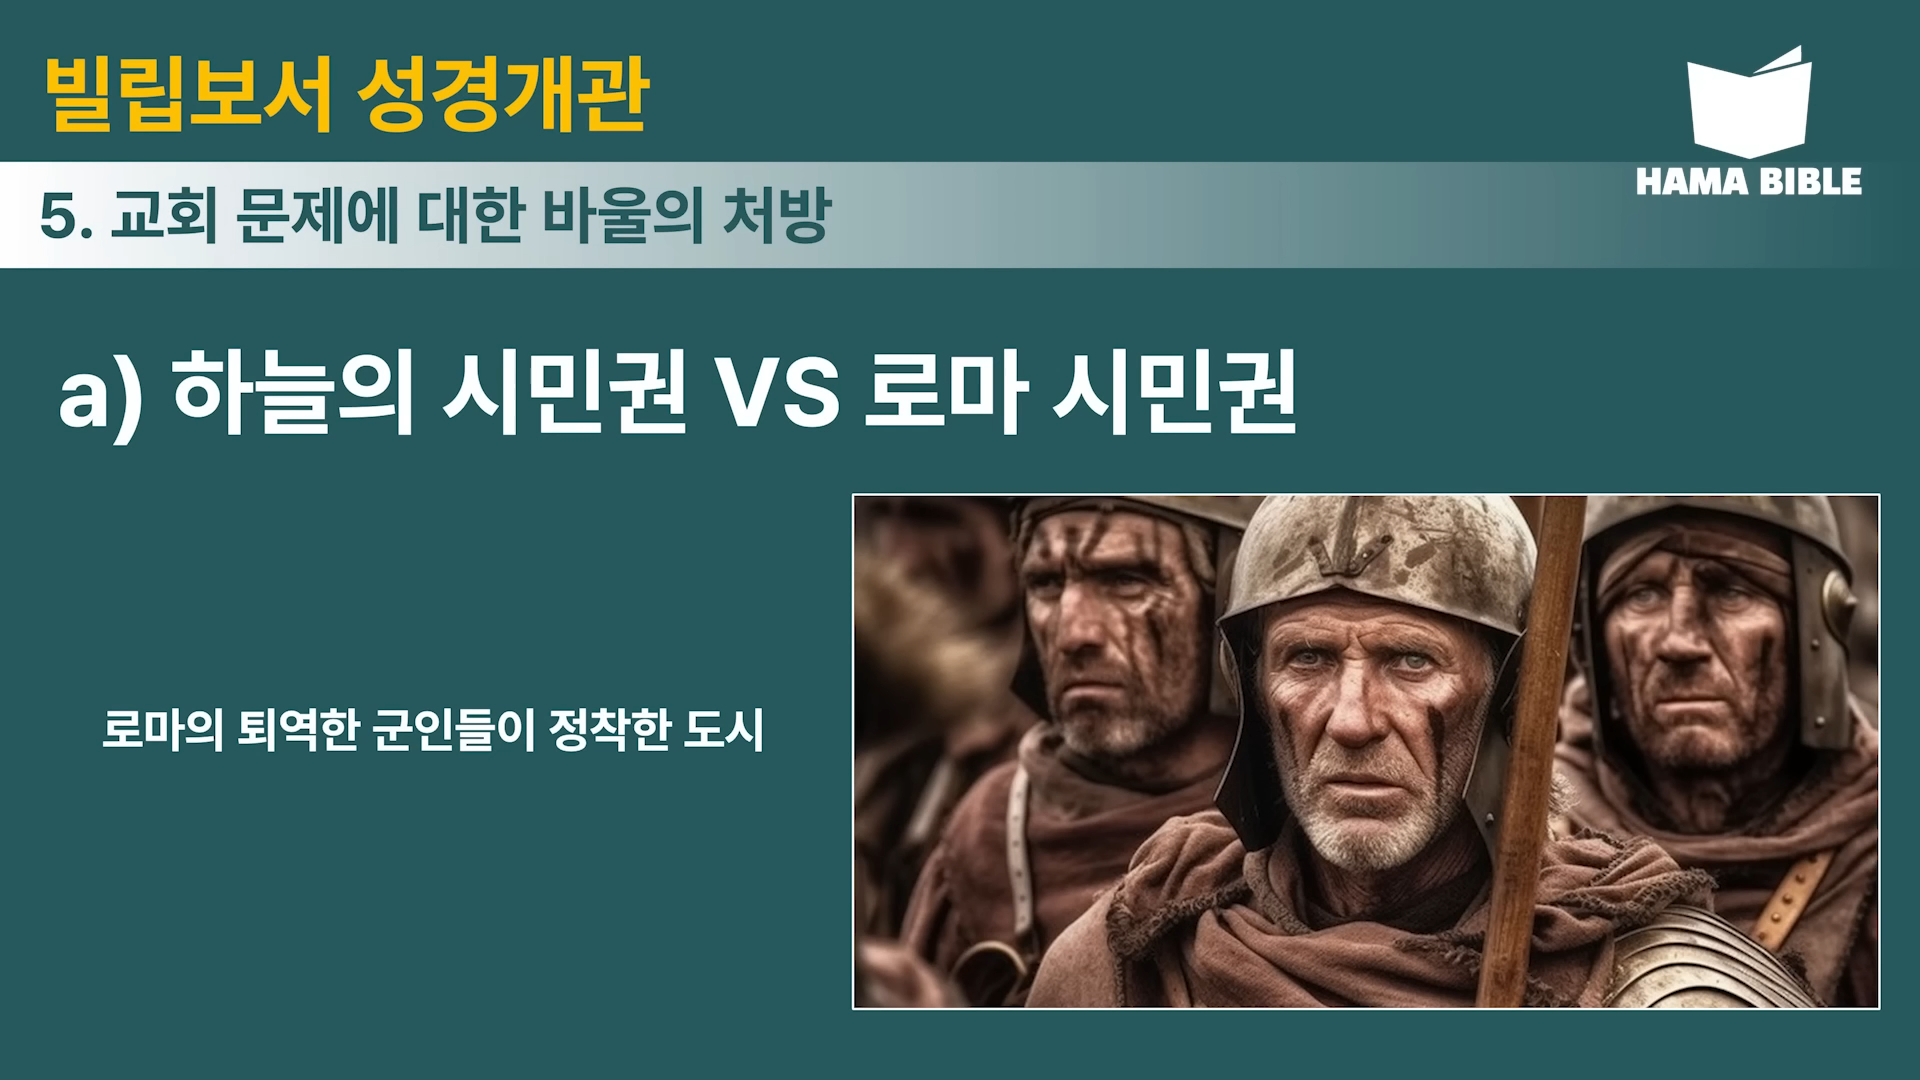 빌립보서 성경개관
HAMA BIBLE
5. 교회 문제에 대한 바울의 처방
a) 하늘의 시민권 VS 로마 시민권
로마의 퇴역한 군인들이 정착한 도시